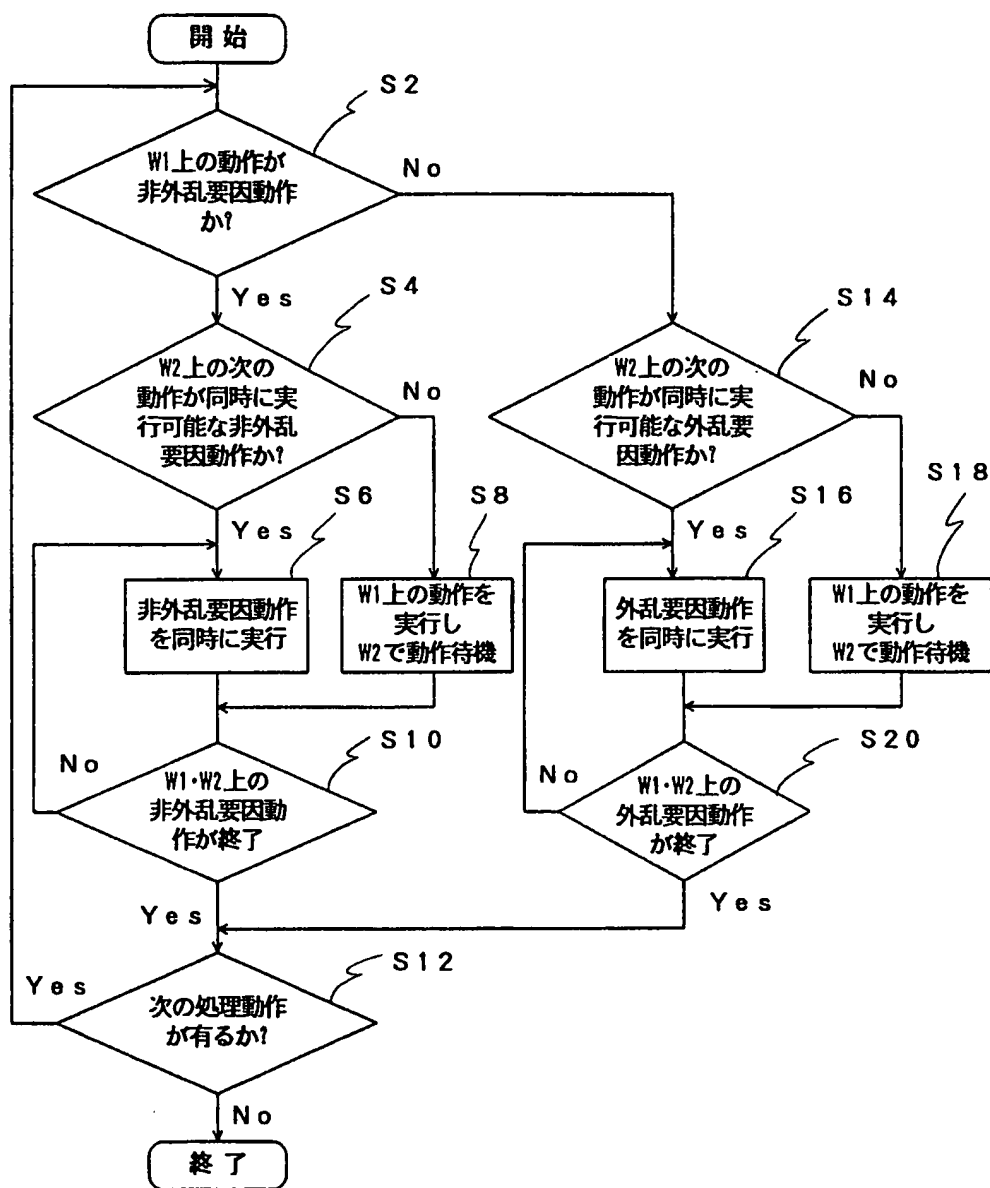 開始
S2
W1上の動作が
非外乱要因動作
か?
No
Yes
S4
W2上の次の
動作が同時に実
行可能な非外乱
要因動作か?
No
Yes
S14
W2上の次の
動作が同時に実
行可能な外乱要
因動作か?
No
Yes
S6
非外乱要因動作
を同時に実行
S8
W1上の動作を
実行し
W2で動作待機
S16
外乱要因動作
を同時に実行
S18
W1上の動作を
実行し
W2で動作待機
S10
No
W1・W2上の
非外乱要因動
作が終了
Yes
S20
No
W1・W2上の
外乱要因動作
が終了
Yes
S12
Yes
次の処理動作
が有るか?
No
終了